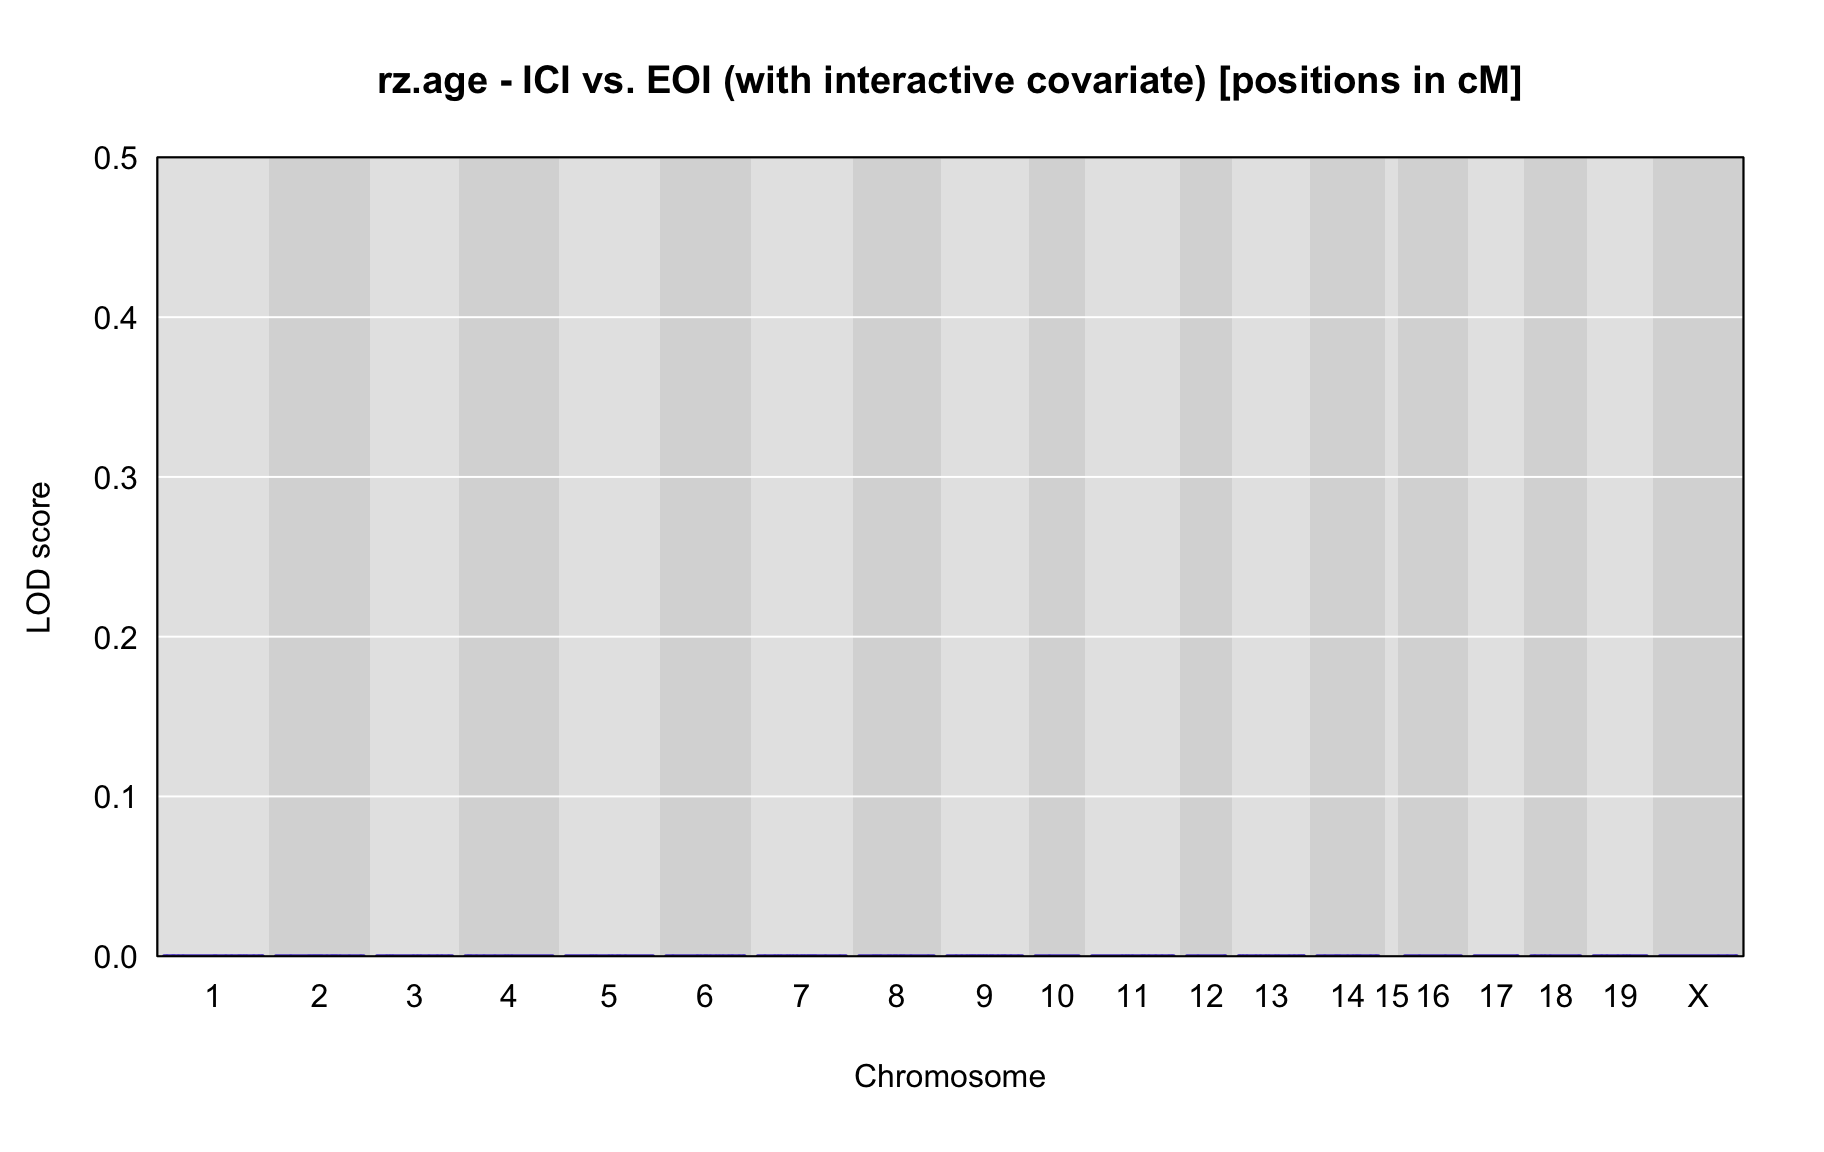 rz.age - ICI vs. EOI (with interactive covariate) [positions in cM]
0.5
0.4
0.3
0.2
0.1
0.0
LOD score
1 2 3 4 5 6 7 8 9 10 11 12 13 14 15 16 17 18 19 X
Chromosome